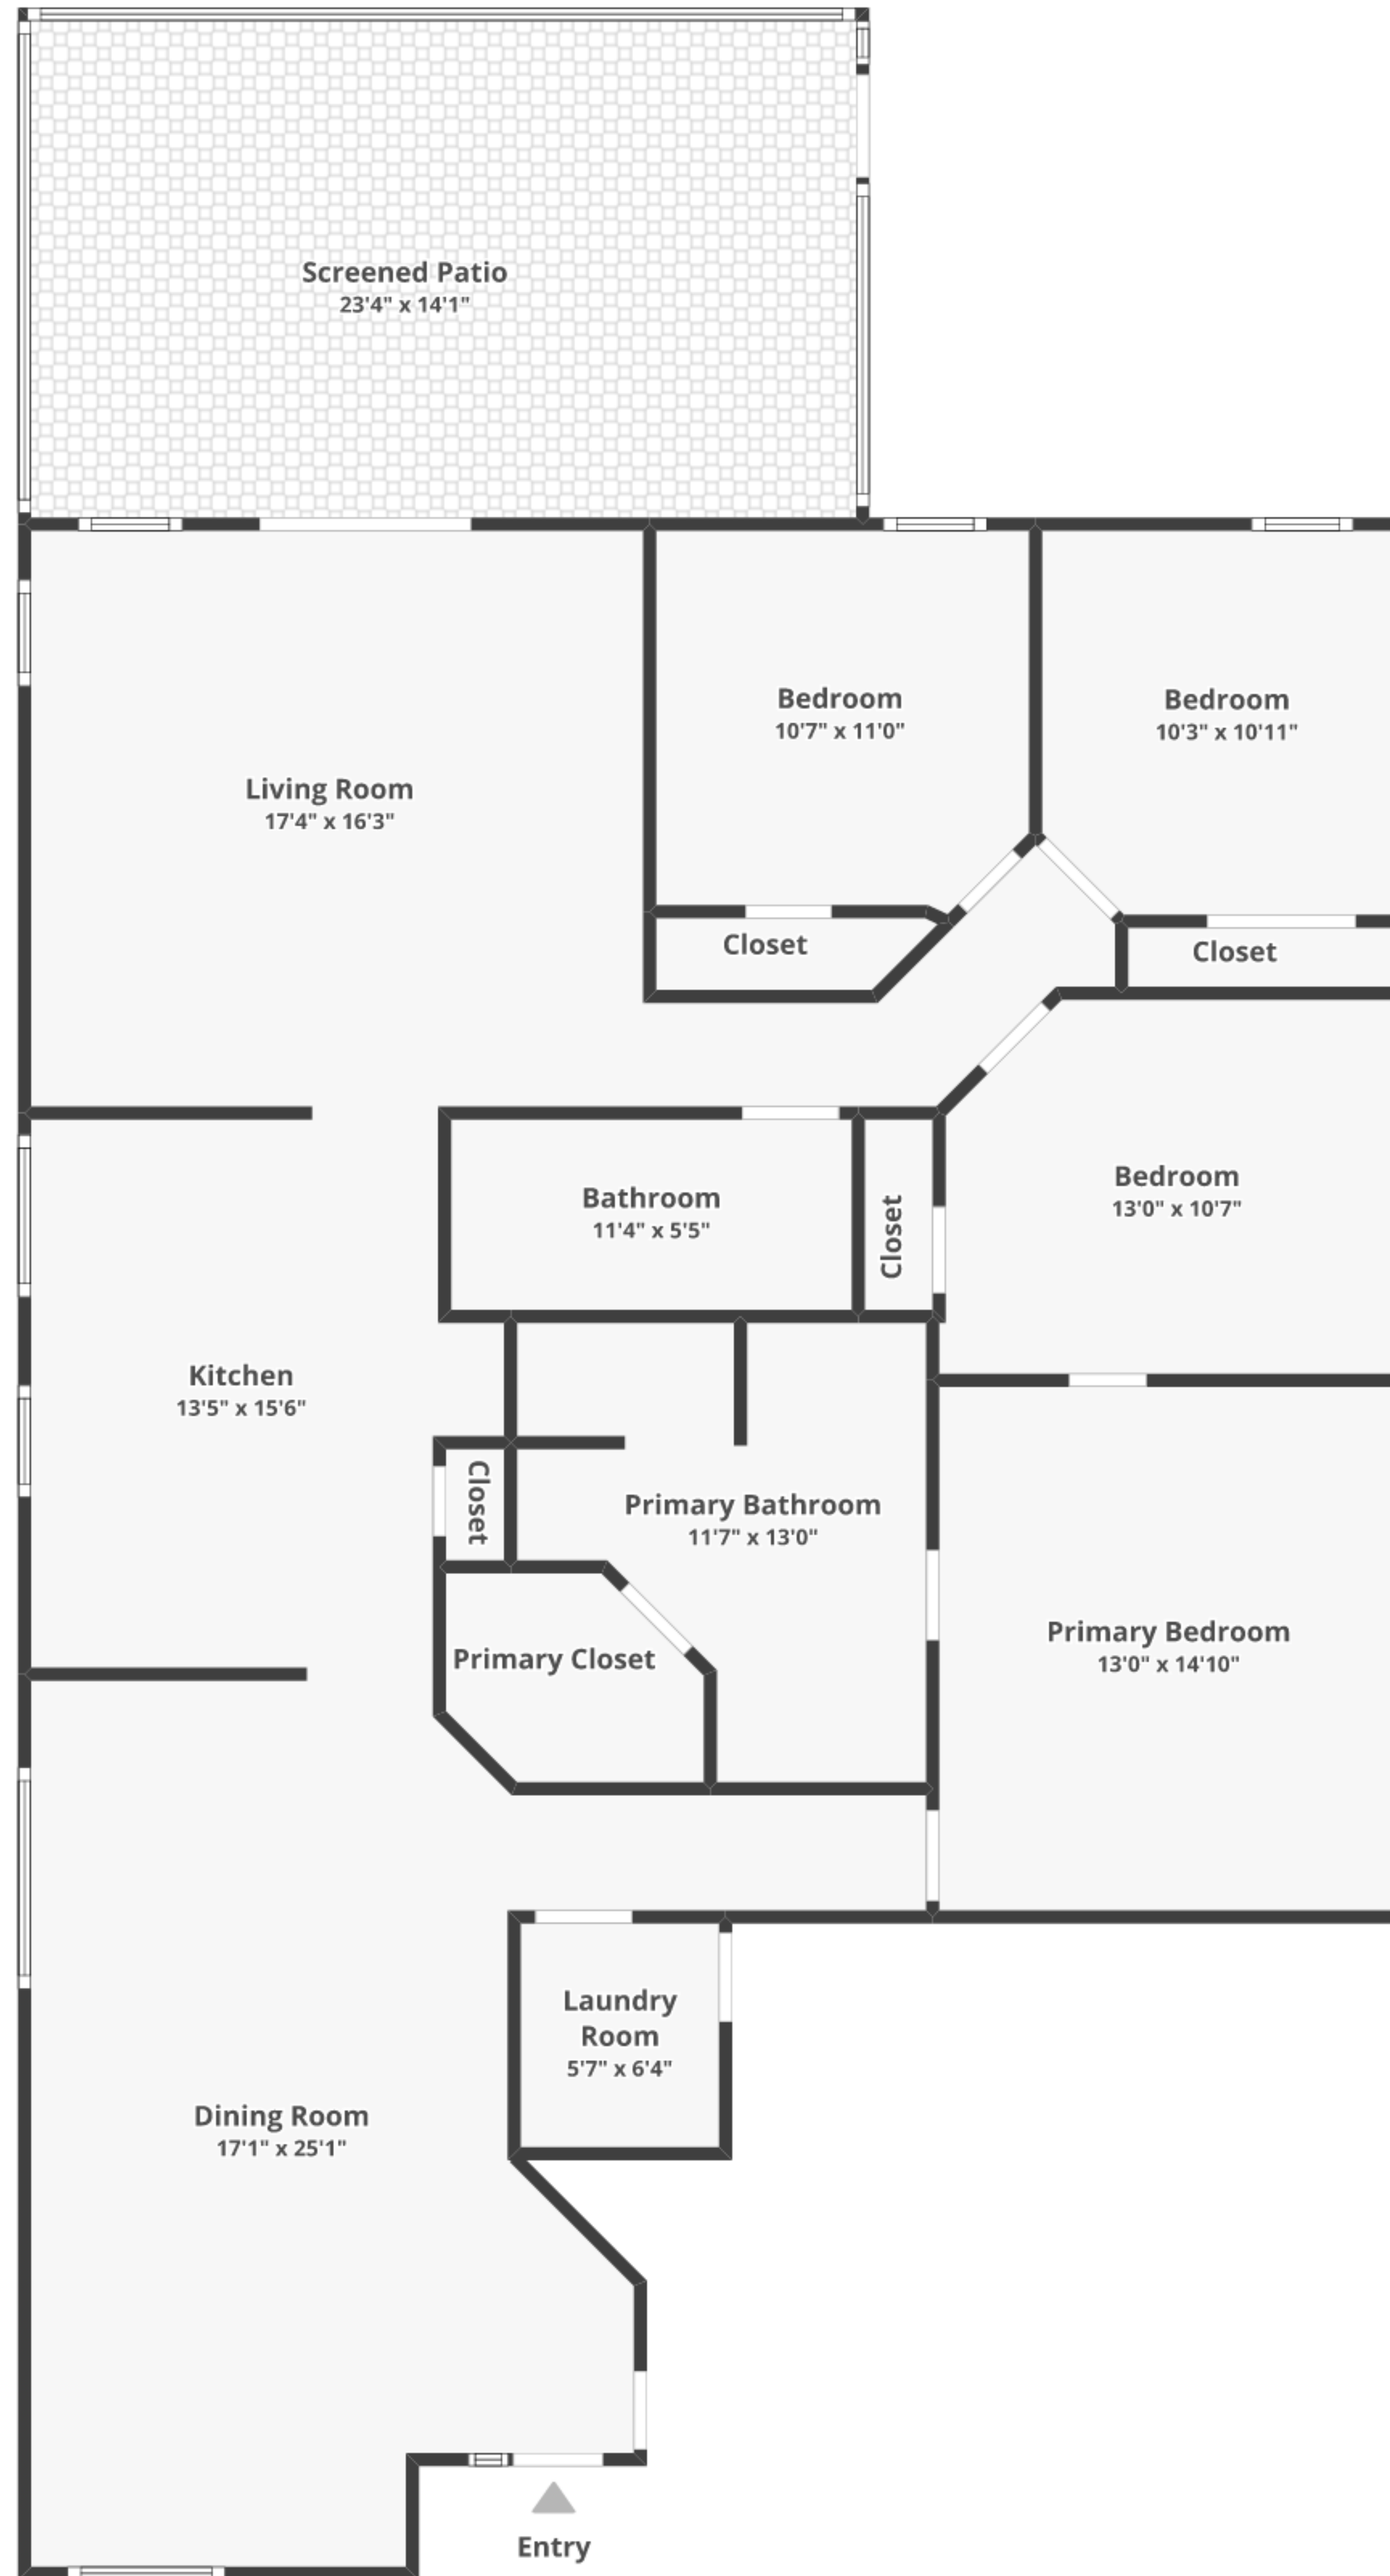 Screened Patio
23'4" x 14'1"
Bedroom
10'7" x 11'0"
Bedroom
10'3" x 10'11"
Living Room
17'4" x 16'3"
Closet
Closet
Bedroom
13'0" x 10'7"
Bathroom
11'4" x 5'5"
Closet
Kitchen
13'5" x 15'6"
Closet
Primary Bathroom
11'7" x 13'0"
Primary Closet
Primary Bedroom
13'0" x 14'10"
Laundry
Room
5'7" x 6'4"
Dining Room
17'1" x 25'1"
Entry